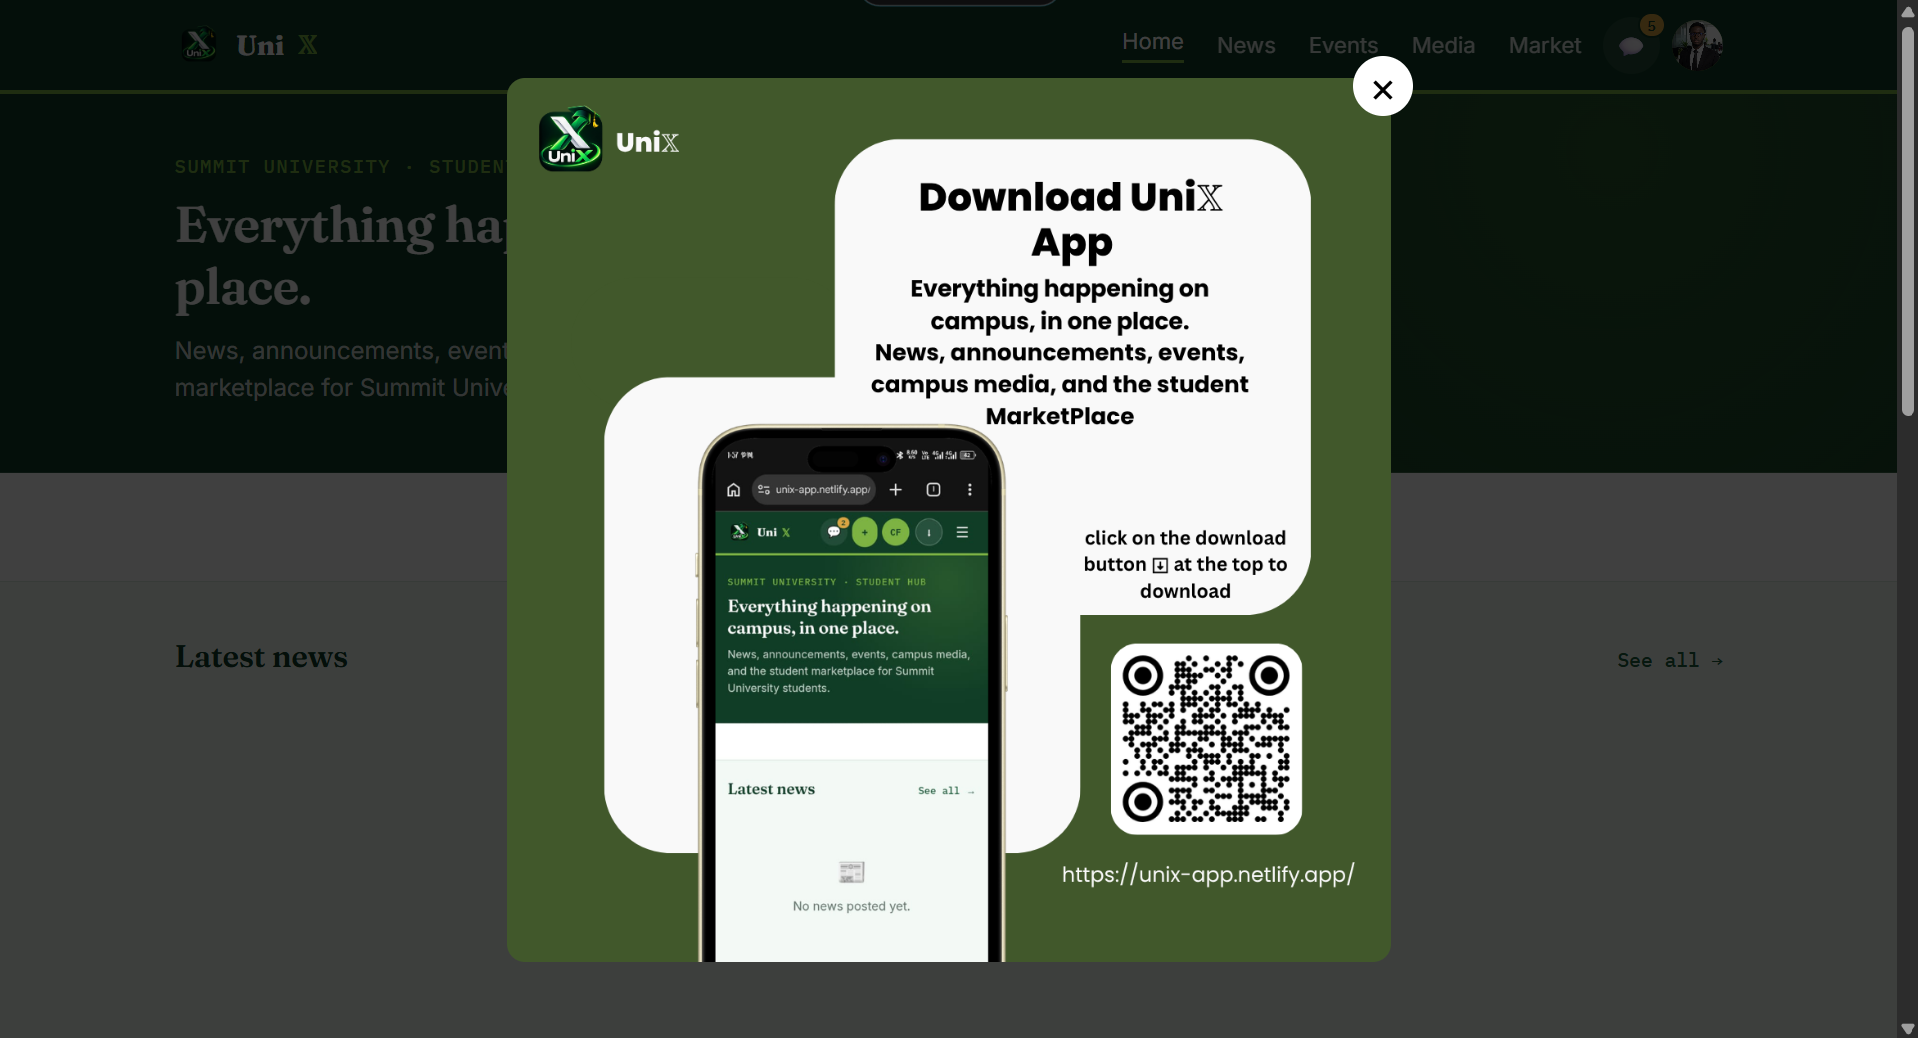 Uni 𝕏
Home News Events Media Market
5
SUMMIT UNIVERSITY · STUDENT
Everything hap
place.
News, announcements, event
marketplace for Summit Unive
Latest news
See all →
×
UniX
Uni𝕏
Download Uni𝕏
App
Everything happening on
campus, in one place.
News, announcements, events,
campus media, and the student
MarketPlace
click on the download
button at the top to
download
https://unix-app.netlify.app/
unix-app.netlify.app/
Uni 𝕏
2
+
CF
SUMMIT UNIVERSITY · STUDENT HUB
Everything happening on
campus, in one place.
News, announcements, events, campus media,
and the student marketplace for Summit
University students.
Latest news
See all →
No news posted yet.